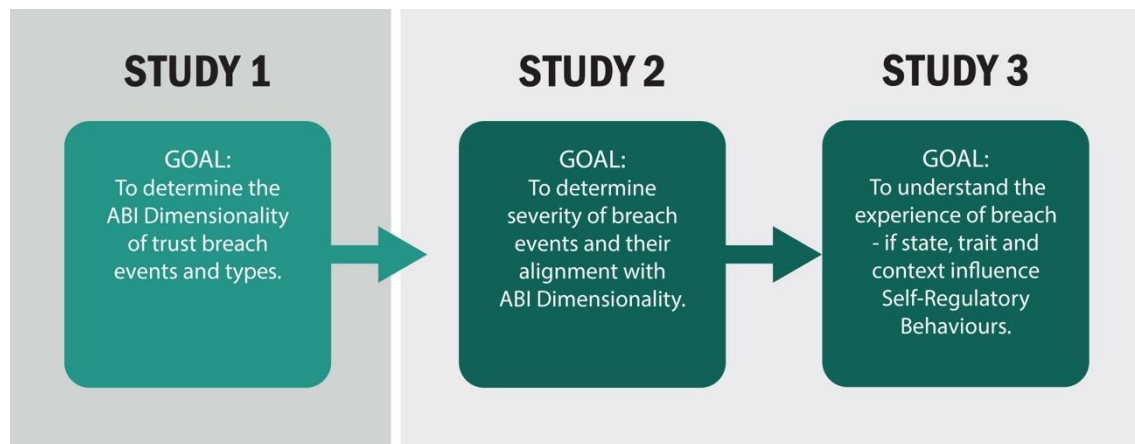 STUDY 1
GOAL:
To determine the
ABI Dimensionality
of trust breach
events and types.
STUDY 2
GOAL:
To determine
severity of breach
events and their
alignment with
ABI Dimensionality.
STUDY 3
GOAL:
To understand the
experience of breach
- if state, trait and
context influence
Self-Regulatory
Behaviours.